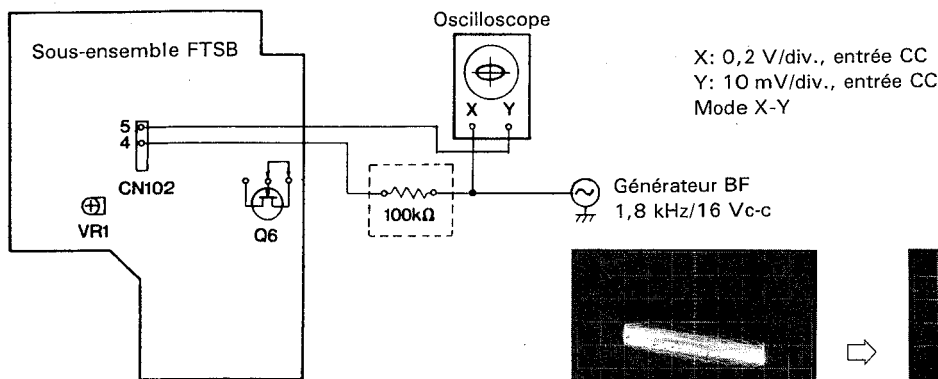 Oscilloscope
Sous-ensemble FTSB
X: 0,2 V/div., entrée CC
Y: 10 mV/div., entrée CC
Mode X-Y
X Y
5
4
CN102
VR1
Q6
100kΩ
Générateur BF
1,8 kHz/16 Vc-c